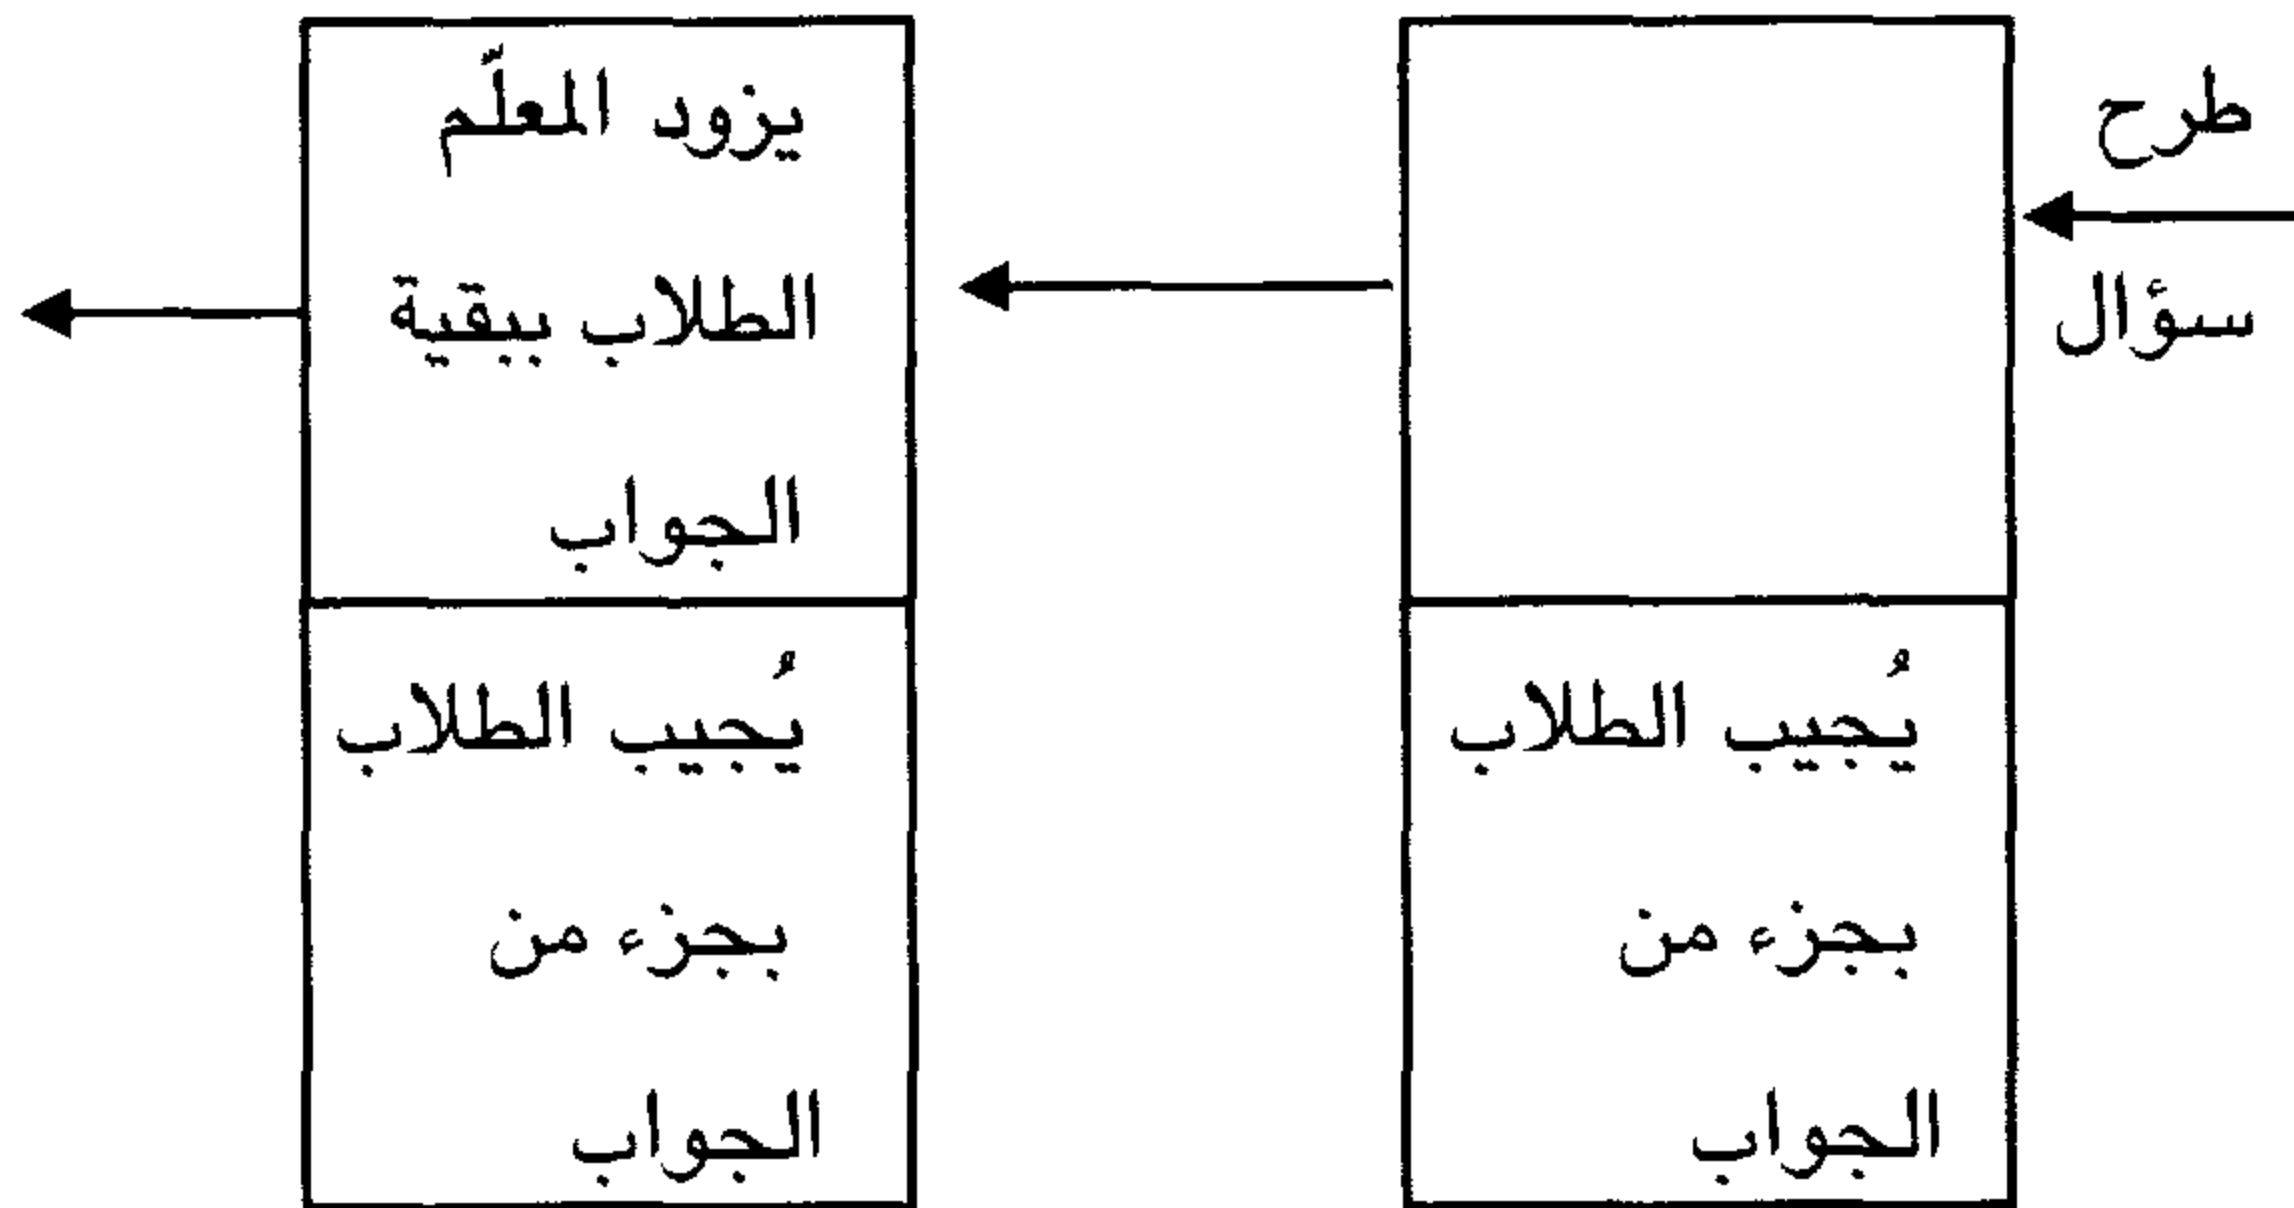 طرح
سؤال
يُجيب الطلاب
بجزء من
الجواب
يزود المعلّم
الطلاب ببقية
الجواب
يُجيب الطلاب
بجزء من
الجواب